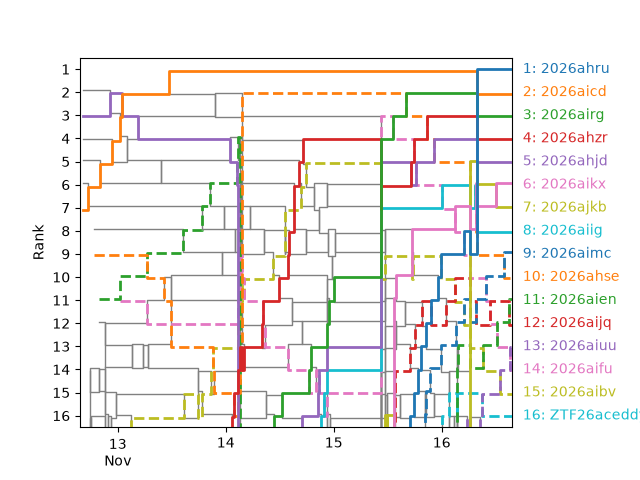 1
2
3
4
5
6
7
8
9
10
11
12
13
14
15
16
Rank
13
14
15
16
Nov
1: 2026ahru
2: 2026aicd
3: 2026airg
4: 2026ahzr
5: 2026ahjd
6: 2026aikx
7: 2026ajkb
8: 2026aiig
9: 2026aimc
10: 2026ahse
11: 2026aien
12: 2026aijq
13: 2026aiuu
14: 2026aifu
15: 2026aibv
16: ZTF26acedd